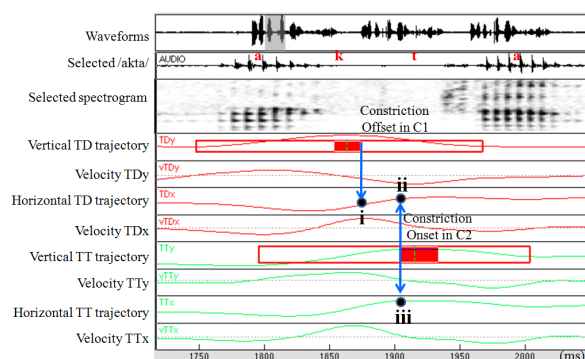 Waveforms
Selected /akta/
AUDIO
a k t a
Selected spectrogram
Constriction
Offset in C1
Vertical TD trajectory
TDy
Velocity TDy
vTDy
ii
Horizontal TD trajectory
TDx
i
Constriction
Onset in C2
Velocity TDx
vTDx
Vertical TT trajectory
TTy
Velocity TTy
vTTy
Horizontal TT trajectory
TTx
iii
Velocity TTx
vTTx
1750 1800 1850 1900 1950 2000 (ms)